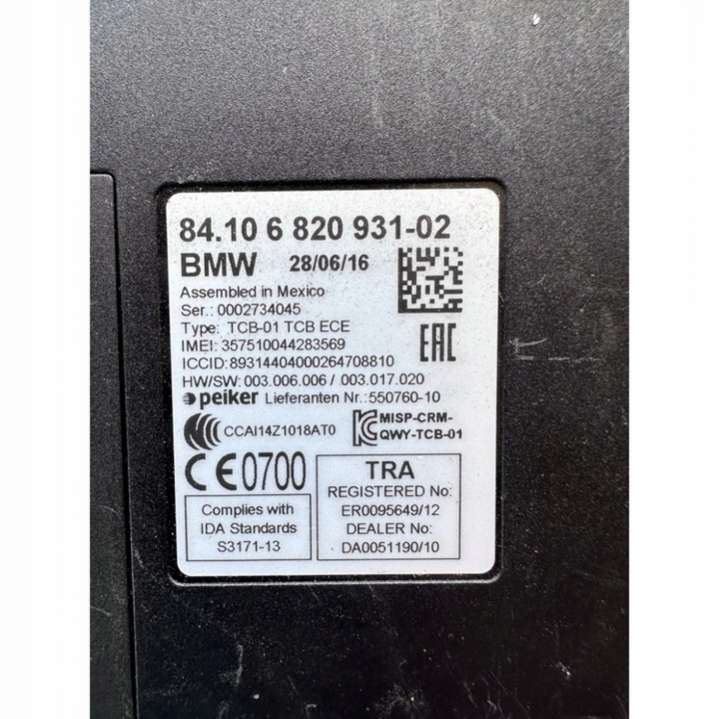 84.10 6 820 931-02
BMW 28/06/16
Assembled in Mexico
Ser.: 0002734045
Type: TCB-01 TCB ECE
IMEI: 357510044283569
ICCID:89314404000264708810
HW/SW: 003.006.006 / 003.017.020
peiker Lieferanten Nr.:550760-10
EAC
CCAI14Z1018AT0
MISP-CRM-
QWY-TCB-01
CE0700
Complies with
IDA Standards
S3171-13
TRA
REGISTERED No:
ER0095649/12
DEALER No:
DA0051190/10